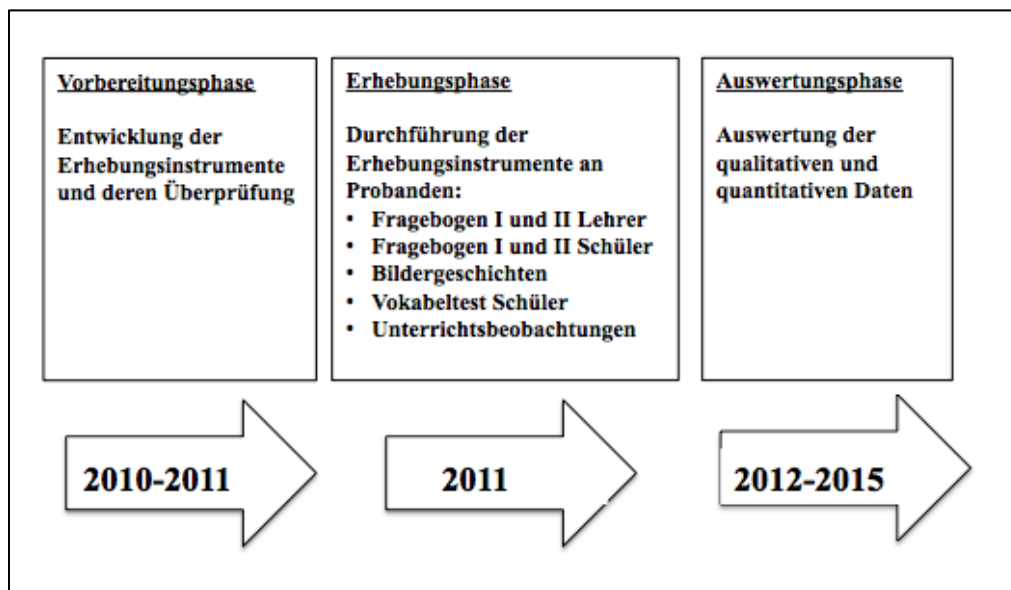 Vorbereitungsphase
Entwicklung der
Erhebungsinstrumente
und deren Überprüfung
Erhebungsphase
Durchführung der
Erhebungsinstrumente an
Probanden:
• Fragebogen I und II Lehrer
• Fragebogen I und II Schüler
• Bildergeschichten
• Vokabeltest Schüler
• Unterrichtsbeobachtungen
Auswertungsphase
Auswertung der
qualitativen und
quantitativen Daten
2010-2011
2011
2012-2015